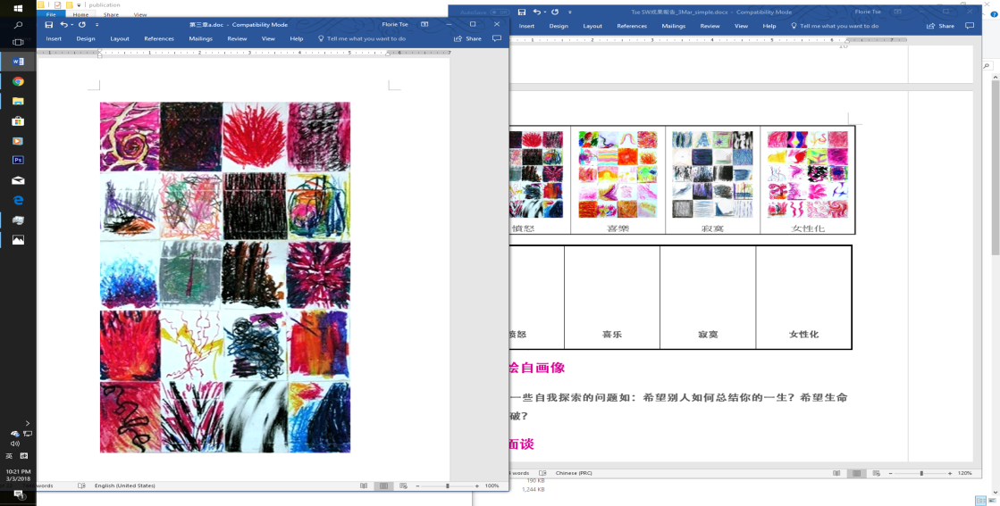 publication
File Home Share View
第三章a.doc - Compatibility Mode
Florie Tse
Insert Design Layout References Mailings Review View Help Tell me what you want to do Share
Tse SW成果報告_3Mar_simple.docx - Compatibility Mode
Florie Tse
Insert Design Layout References Mailings Review View Help Tell me what you want to do Share
憤怒 喜樂 寂寞 女性化
愤怒 喜乐 寂寞 女性化
绘自画像
一些自我探索的问题如：希望别人如何总结你的一生？希望生命
破？
面谈
words Chinese (PRC) 120%
words English (United States) 100%
190 KB
1,244 KB
英
10:21 PM
3/3/2018